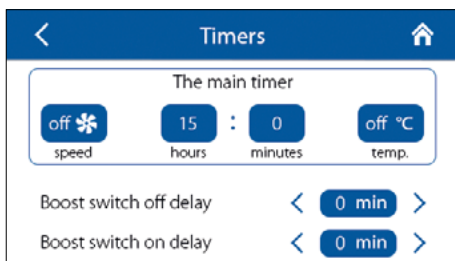 Timers
The main timer
off 15 : 0 off °C
speed hours minutes temp.
Boost switch off delay 0 min
Boost switch on delay 0 min